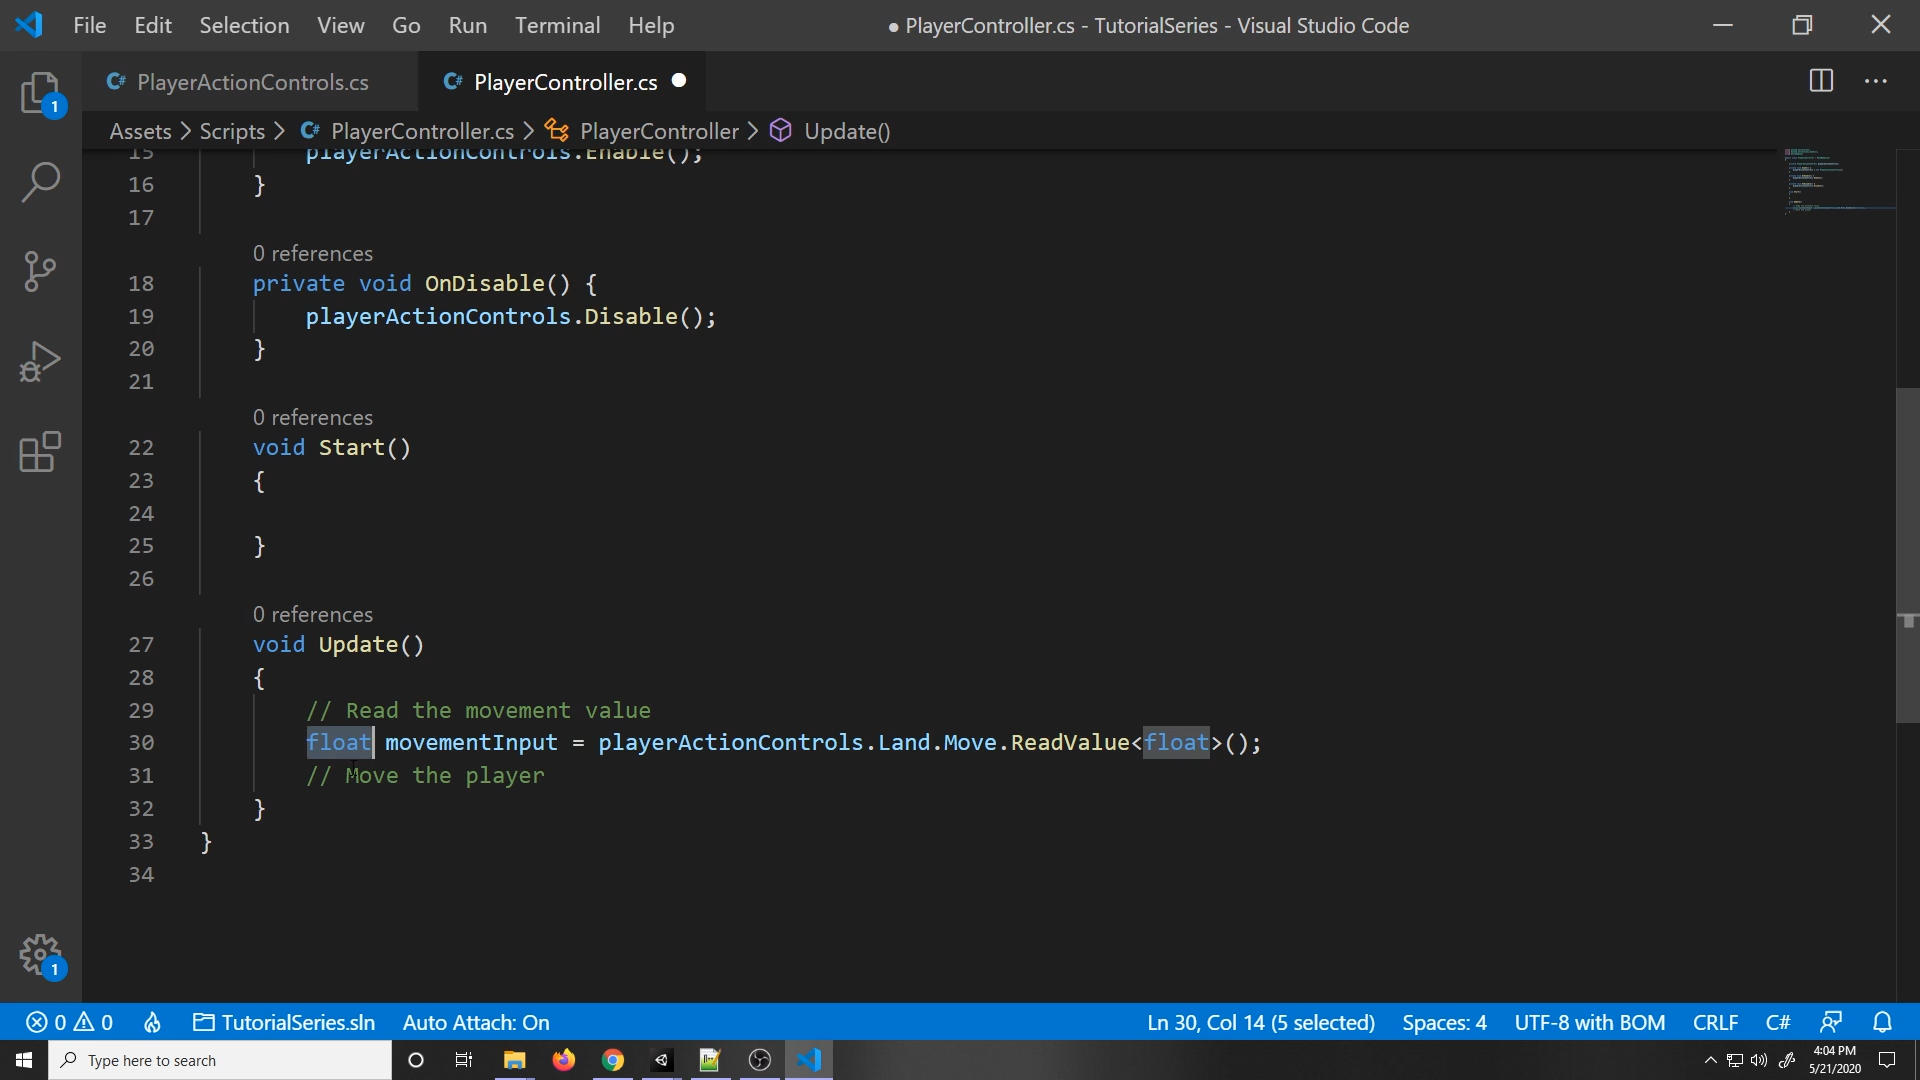 File Edit Selection View Go Run Terminal Help ● PlayerController.cs - TutorialSeries - Visual Studio Code
C# PlayerActionControls.cs C# PlayerController.cs ●
1
Assets > Scripts > C# PlayerController.cs > PlayerController > Update()
15 playerActionControls.Enable();
16 }
17
0 references
18 private void OnDisable() {
19 playerActionControls.Disable();
20 }
21
0 references
22 void Start()
23 {
24
25 }
26
0 references
27 void Update()
28 {
29 // Read the movement value
30 float movementInput = playerActionControls.Land.Move.ReadValue<float>();
31 // Move the player
32 }
33 }
34
1
0 0 TutorialSeries.sln Auto Attach: On Ln 30, Col 14 (5 selected) Spaces: 4 UTF-8 with BOM CRLF C#
Type here to search 4:04 PM
5/21/2020